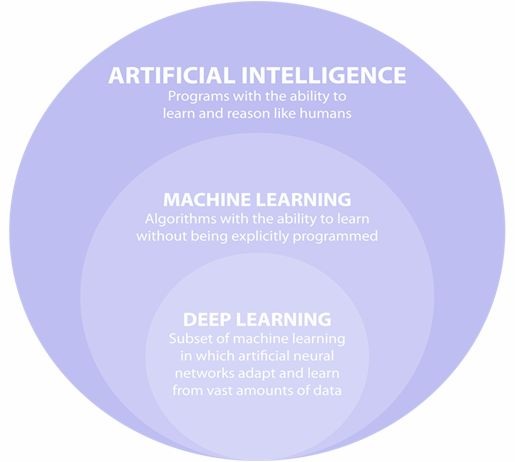 ARTIFICIAL INTELLIGENCE
Programs with the ability to
learn and reason like humans
MACHINE LEARNING
Algorithms with the ability to learn
without being explicitly programmed
DEEP LEARNING
Subset of machine learning
in which artificial neural
networks adapt and learn
from vast amounts of data